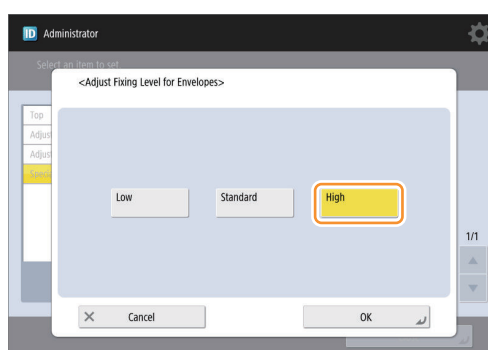 ID Administrator
Select an item to set.
<Adjust Fixing Level for Envelopes>
Top
Adjust
Adjust
Low
Standard
High
1/1
Cancel
OK